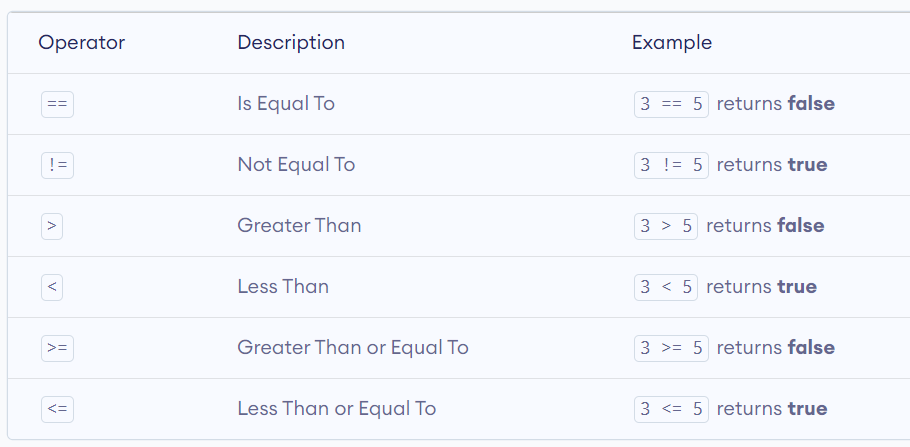 Operator Description Example
== Is Equal To 3 == 5 returns false
!= Not Equal To 3 != 5 returns true
> Greater Than 3 > 5 returns false
< Less Than 3 < 5 returns true
>= Greater Than or Equal To 3 >= 5 returns false
<= Less Than or Equal To 3 <= 5 returns true